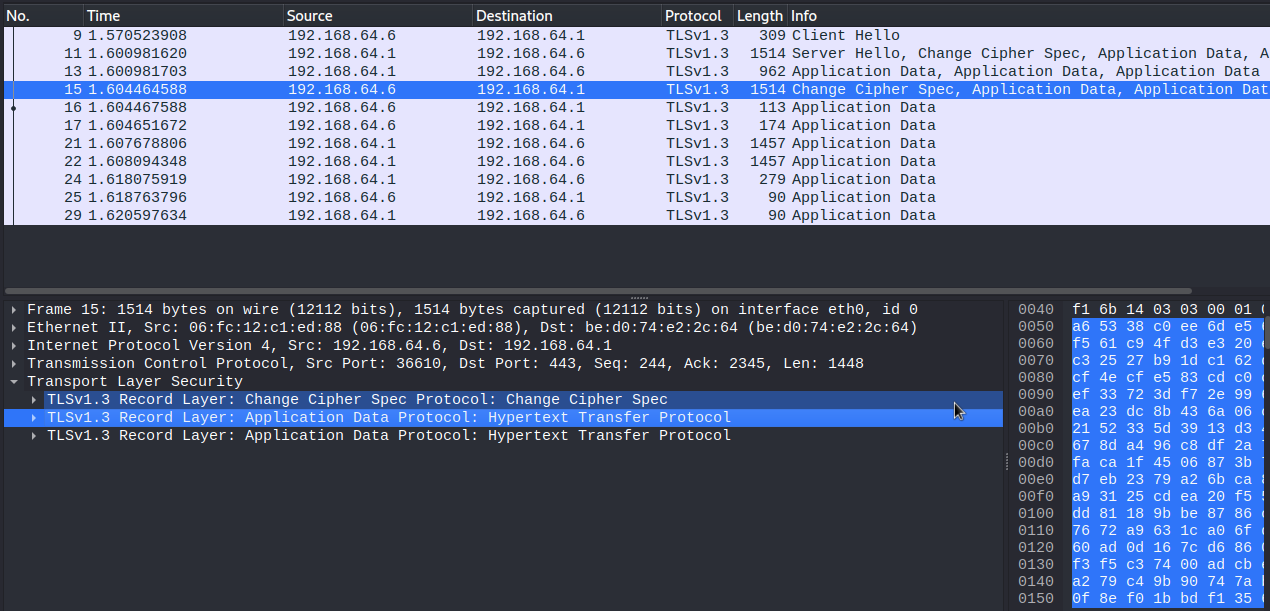 No. Time Source Destination Protocol Length Info
9 1.570523908 192.168.64.6 192.168.64.1 TLSv1.3 309 Client Hello
11 1.600981620 192.168.64.1 192.168.64.6 TLSv1.3 1514 Server Hello, Change Cipher Spec, Application Data, A
13 1.600981703 192.168.64.1 192.168.64.6 TLSv1.3 962 Application Data, Application Data, Application Data
15 1.604464588 192.168.64.6 192.168.64.1 TLSv1.3 1514 Change Cipher Spec, Application Data, Application Dat
16 1.604467588 192.168.64.6 192.168.64.1 TLSv1.3 113 Application Data
17 1.604651672 192.168.64.6 192.168.64.1 TLSv1.3 174 Application Data
21 1.607678806 192.168.64.1 192.168.64.6 TLSv1.3 1457 Application Data
22 1.608094348 192.168.64.1 192.168.64.6 TLSv1.3 1457 Application Data
24 1.618075919 192.168.64.1 192.168.64.6 TLSv1.3 279 Application Data
25 1.618763796 192.168.64.6 192.168.64.1 TLSv1.3 90 Application Data
29 1.620597634 192.168.64.1 192.168.64.6 TLSv1.3 90 Application Data
Frame 15: 1514 bytes on wire (12112 bits), 1514 bytes captured (12112 bits) on interface eth0, id 0
Ethernet II, Src: 06:fc:12:c1:ed:88 (06:fc:12:c1:ed:88), Dst: be:d0:74:e2:2c:64 (be:d0:74:e2:2c:64)
Internet Protocol Version 4, Src: 192.168.64.6, Dst: 192.168.64.1
Transmission Control Protocol, Src Port: 36610, Dst Port: 443, Seq: 244, Ack: 2345, Len: 1448
Transport Layer Security
TLSv1.3 Record Layer: Change Cipher Spec Protocol: Change Cipher Spec
TLSv1.3 Record Layer: Application Data Protocol: Hypertext Transfer Protocol
TLSv1.3 Record Layer: Application Data Protocol: Hypertext Transfer Protocol
0040 f1 6b 14 03 03 00 01
0050 a6 53 38 c0 ee 6d e5
0060 f5 61 c9 4f d3 e3 20
0070 c3 25 27 b9 1d c1 62
0080 cf 4e cf e5 83 cd c0
0090 ef 33 72 3d f7 2e 99
00a0 ea 23 dc 8b 43 6a 06
00b0 21 52 33 5d 39 13 d3
00c0 67 8d a4 96 c8 df 2a
00d0 fa ca 1f 45 06 87 3b
00e0 d7 eb 23 79 a2 6b ca
00f0 a9 31 25 cd ea 20 f5
0100 dd 81 18 9b be 87 86
0110 76 72 a9 63 1c a0 6f
0120 60 ad 0d 16 7c d6 86
0130 f3 f5 c3 74 00 ad cb
0140 a2 79 c4 9b 90 74 7a
0150 0f 8e f0 1b bd f1 35